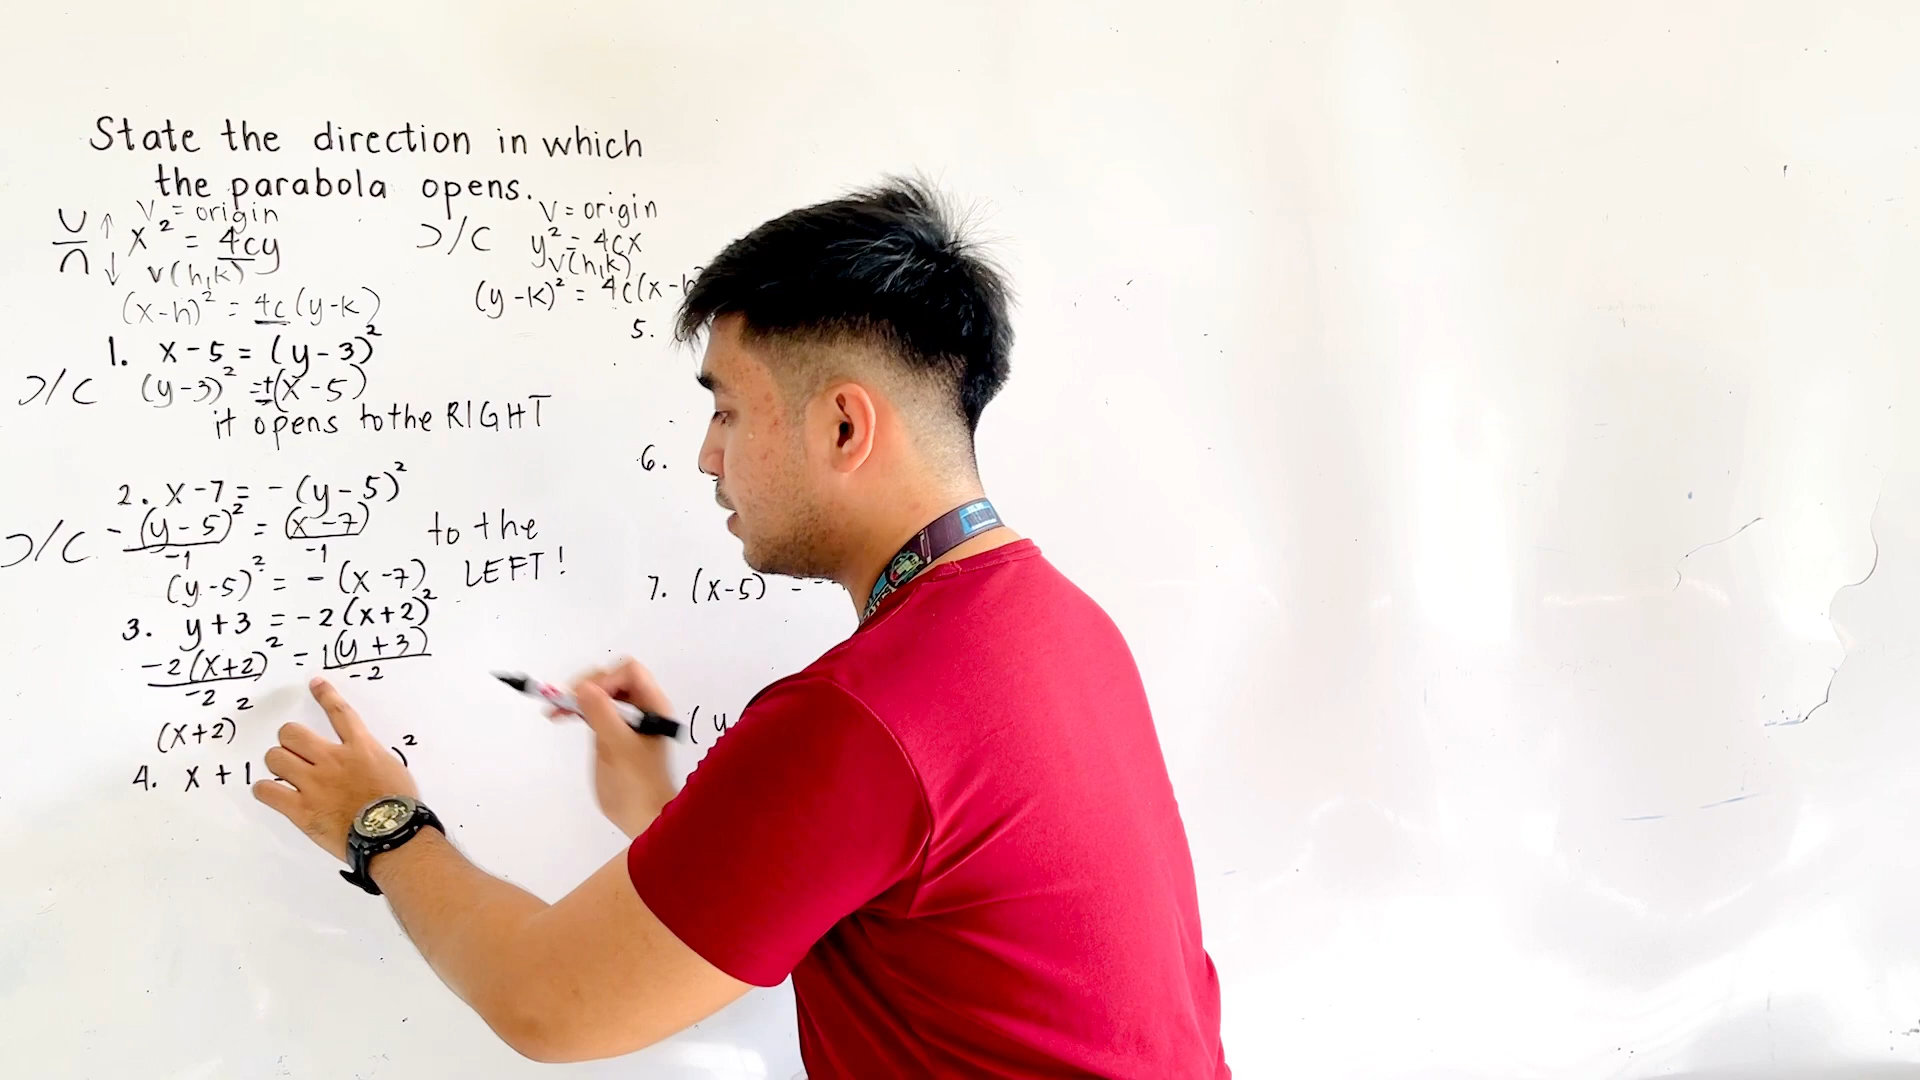 State the direction in which
the parabola opens.
∪/∩ ↑↓ V = origin
x² = 4cy
V(h,k)
(x-h)² = 4c(y-k)
⊃/⊂ V = origin
y² = 4cx
V(h,k)
(y-k)² = 4c(x-h
1. x - 5 = (y - 3)²
⊃/⊂ (y-3)² = +(x-5)
it opens to the RIGHT
2. x - 7 = - (y - 5)²
⊃/⊂ -(y-5)²/-1 = (x-7)/-1
(y-5)² = - (x-7)
to the
LEFT!
3. y + 3 = -2(x+2)²
-2(x+2)²/-2 = 1(y+3)/-2
(x+2)²
4. x + 1 )²
5.
6. (
7. (x-5)
(y